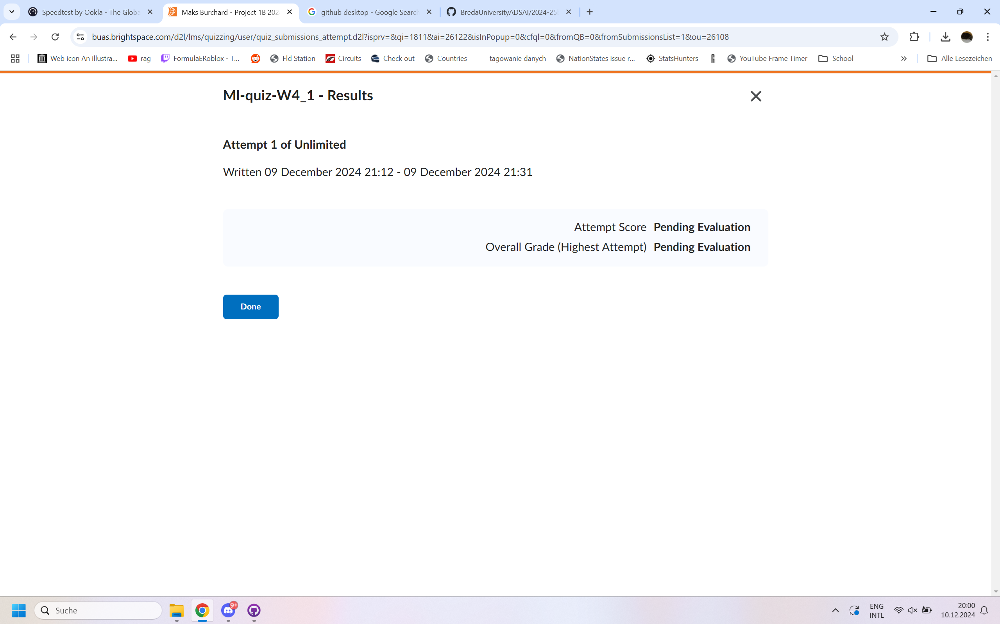 Speedtest by Ookla - The Globa
Maks Burchard - Project 1B 202
github desktop - Google Search
BredaUniversityADSAI/2024-25
buas.brightspace.com/d2l/lms/quizzing/user/quiz_submissions_attempt.d2l?isprv=&qi=1811&ai=26122&isInPopup=0&cfql=0&fromQB=0&fromSubmissionsList=1&ou=26108
Web icon An illustra...
rag
FormulaERoblox - T...
Fld Station
Circuits
Check out
Countries
tagowanie danych
NationStates issue r...
StatsHunters
YouTube Frame Timer
School
Alle Lesezeichen
Ml-quiz-W4_1 - Results
Attempt 1 of Unlimited
Written 09 December 2024 21:12 - 09 December 2024 21:31
Attempt Score Pending Evaluation
Overall Grade (Highest Attempt) Pending Evaluation
Done
Suche
9+
ENG
INTL
20:00
10.12.2024